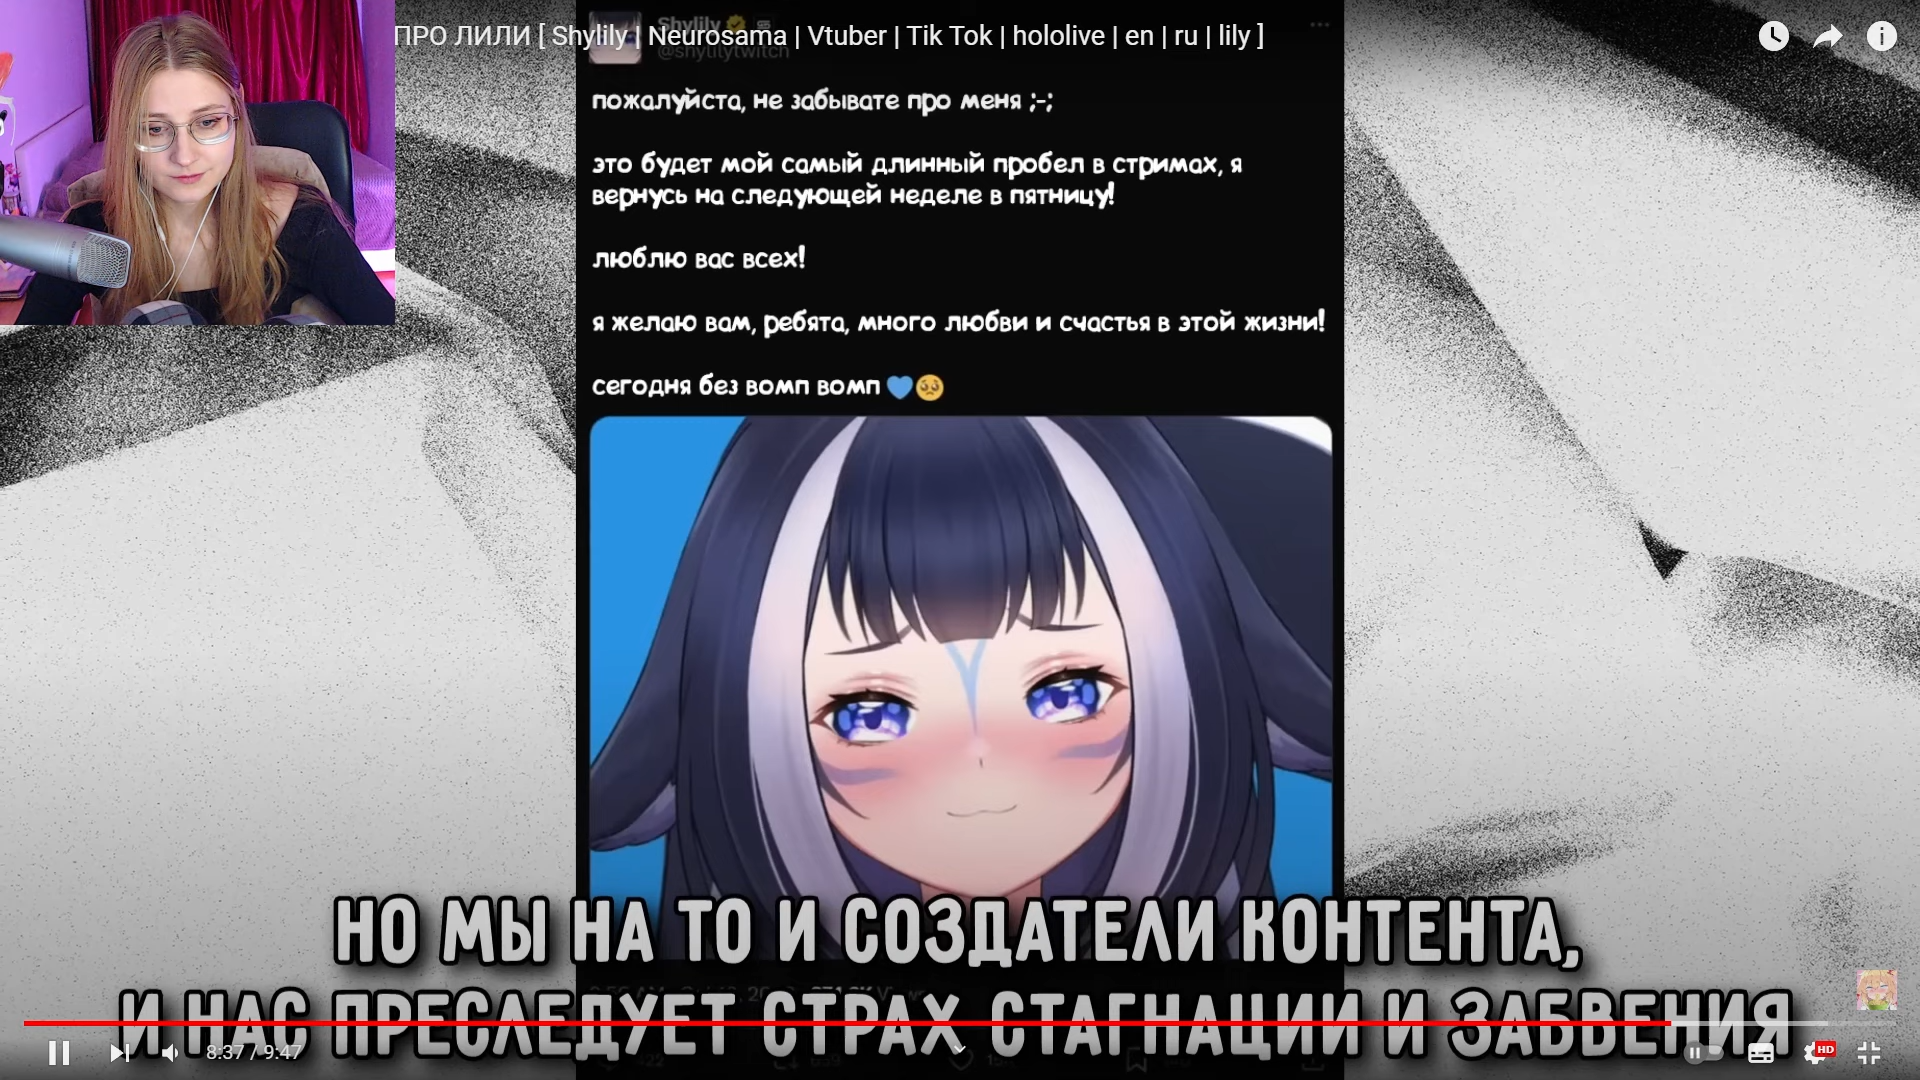 ПРО ЛИЛИ [ Shylily | Neurosama | Vtuber | Tik Tok | hololive | en | ru | lily ]
Shylily
@shylilytwitch
пожалуйста, не забывате про меня ;-;
это будет мой самый длинный пробел в стримах, я
вернусь на следующей неделе в пятницу!
люблю вас всех!
я желаю вам, ребята, много любви и счастья в этой жизни!
сегодня без вомп вомп 💙🥺
НО МЫ НА ТО И СОЗДАТЕЛИ КОНТЕНТА,
И НАС ПРЕСЛЕДУЕТ СТРАХ СТАГНАЦИИ И ЗАБВЕНИЯ
8:37 / 9:47
HD